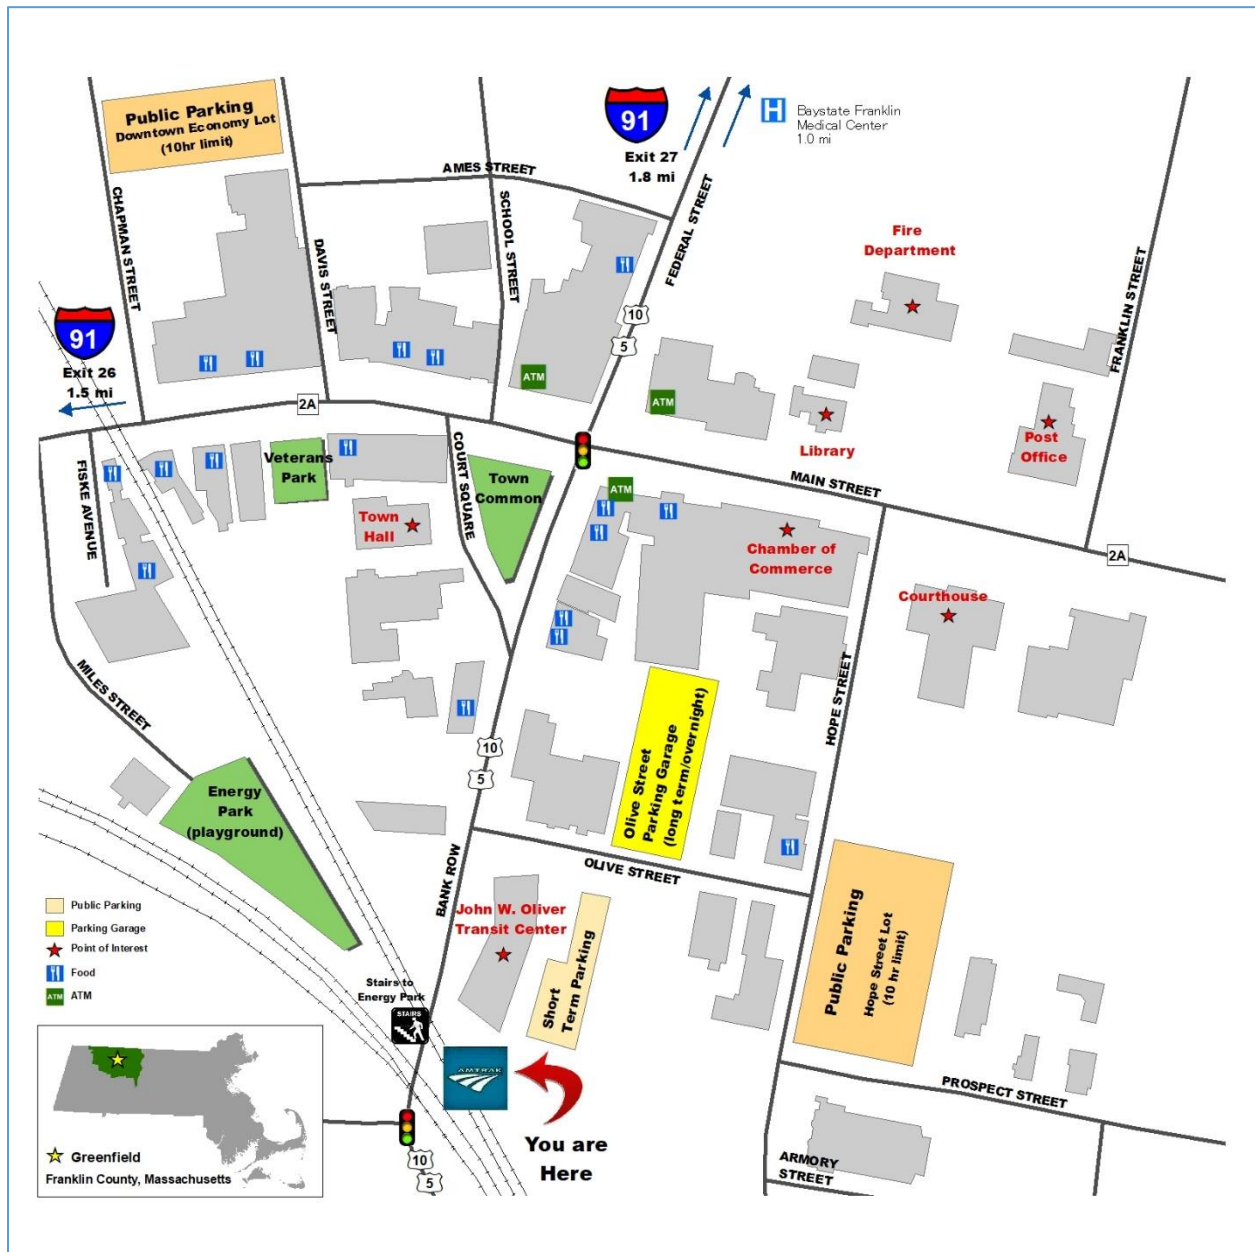 Public Parking
Downtown Economy Lot
(10hr limit)
91
Exit 27
1.8 mi
H
Baystate Franklin
Medical Center
1.0 mi
AMES STREET
CHAPMAN STREET
DAVIS STREET
SCHOOL STREET
FEDERAL STREET
FRANKLIN STREET
Fire
Department
10
5
91
Exit 26
1.5 mi
ATM
ATM
2A
Library
Post
Office
MAIN STREET
FISKE AVENUE
Veterans
Park
COURT SQUARE
Town
Common
Town
Hall
ATM
Chamber of
Commerce
2A
Courthouse
MILES STREET
HOPE STREET
Olive Street
Parking Garage
(long term/overnight)
10
5
Energy
Park
(playground)
OLIVE STREET
BANK ROW
Public Parking
Hope Street Lot
(10 hr limit)
John W. Oliver
Transit Center
Short
Term Parking
Public Parking
Parking Garage
Point of Interest
Food
ATM
ATM
Stairs to
Energy Park
STAIRS
AMTRAK
You are
Here
PROSPECT STREET
ARMORY
STREET
10
5
Greenfield
Franklin County, Massachusetts